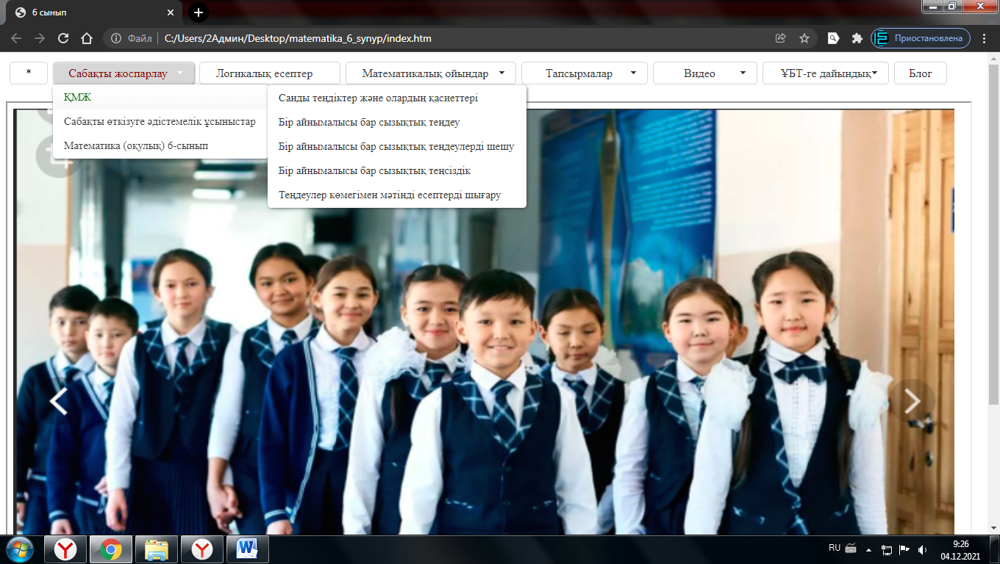 6 сынып
Файл
C:/Users/2Админ/Desktop/matematika_6_synyp/index.htm
Приостановлена
*
Сабақты жоспарлау
Логикалық есептер
Математикалық ойындар
Тапсырмалар
Видео
ҰБТ-ге дайындық
Блог
ҚМЖ
Сабақты өткізуге әдістемелік ұсыныстар
Математика (оқулық) 6-сынып
Санды теңдіктер және олардың қасиеттері
Бір айнымалысы бар сызықтық теңдеу
Бір айнымалысы бар сызықтық теңдеулерді шешу
Бір айнымалысы бар сызықтық теңсіздік
Теңдеулер көмегімен мәтінді есептерді шығару
RU
9:26
04.12.2021